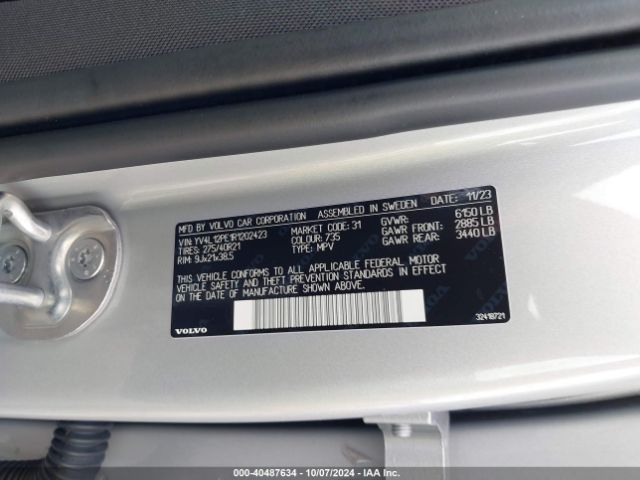 MFD BY VOLVO CAR CORPORATION ASSEMBLED IN SWEDEN 11/23
VIN: YV4L12PE1R1202423 MARKET CODE: 31 GVWR: 6150 LB
TIRES: 275/40R21 COLOUR: 735 GAWR FRONT: 2885 LB
RIM: 9Jx21x38.5 TYPE: MPV GAWR REAR: 3440 LB
THIS VEHICLE CONFORMS TO ALL APPLICABLE FEDERAL MOTOR
VEHICLE SAFETY AND THEFT PREVENTION STANDARDS IN EFFECT
ON THE DATE OF MANUFACTURE SHOWN ABOVE.
VOLVO 32418721
000-40487634 - 10/07/2024 - IAA Inc.